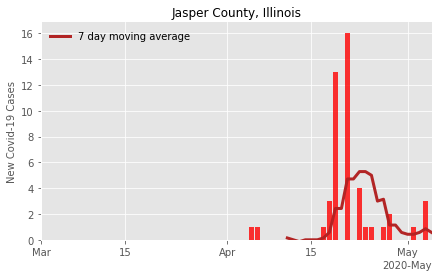 Jasper County, Illinois
7 day moving average
New Covid-19 Cases
16
14
12
10
8
6
4
2
0
Mar 15 Apr 15 May
2020-May